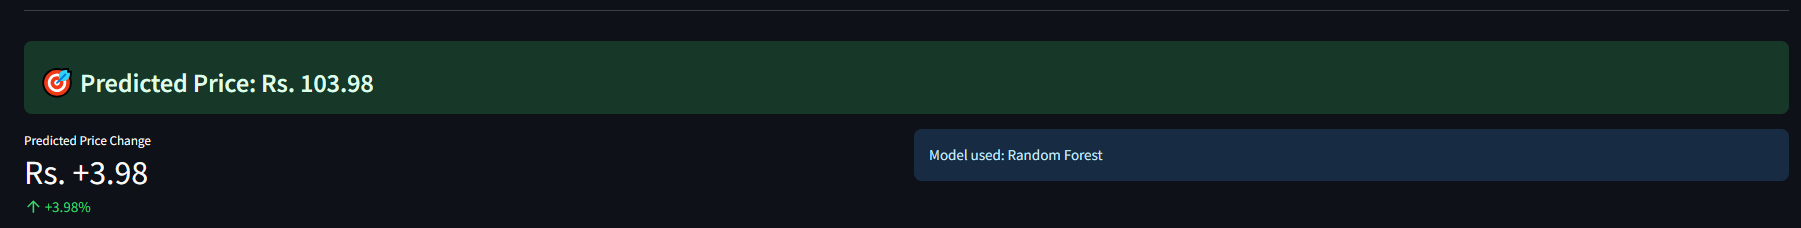 🎯 Predicted Price: Rs. 103.98
Predicted Price Change
Rs. +3.98
↑ +3.98%
Model used: Random Forest